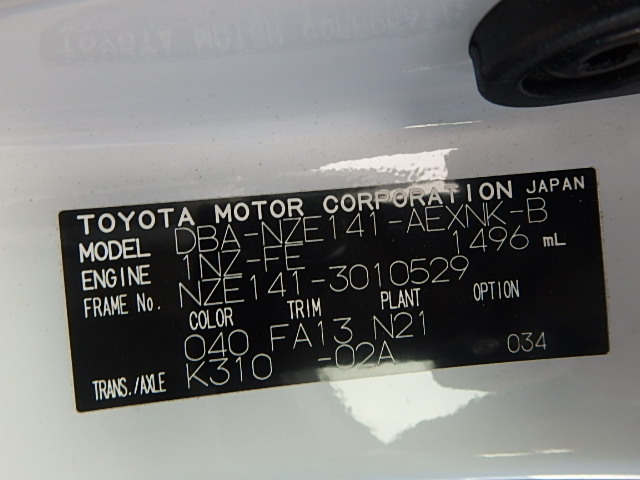 TOYOTA MOTOR CORPORATION JAPAN
MODEL DBA-NZE141-AEXNK-B
ENGINE 1NZ-FE 1496 mL
FRAME No. NZE141-3010529
COLOR TRIM PLANT OPTION
040 FA13 N21
TRANS./AXLE K310 -02A 034